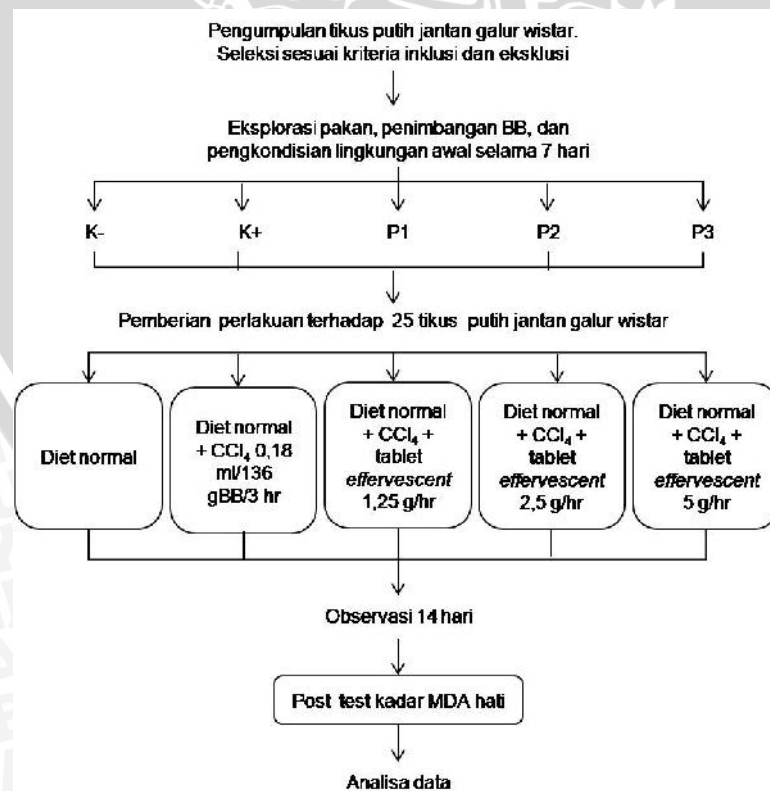 Pengumpulan tikus putih jantan galur wistar.
Seleksi sesuai kriteria inklusi dan eksklusi
Eksplorasi pakan, penimbangan BB, dan
pengkondisian lingkungan awal selama 7 hari
K-
K+
P1
P2
P3
Pemberian perlakuan terhadap 25 tikus putih jantan galur wistar
Diet normal
Diet normal
+ CCl₄ 0,18
ml/136
gBB/3 hr
Diet normal
+ CCl₄ +
tablet
effervescent
1,25 g/hr
Diet normal
+ CCl₄ +
tablet
effervescent
2,5 g/hr
Diet normal
+ CCl₄ +
tablet
effervescent
5 g/hr
Observasi 14 hari
Post test kadar MDA hati
Analisa data